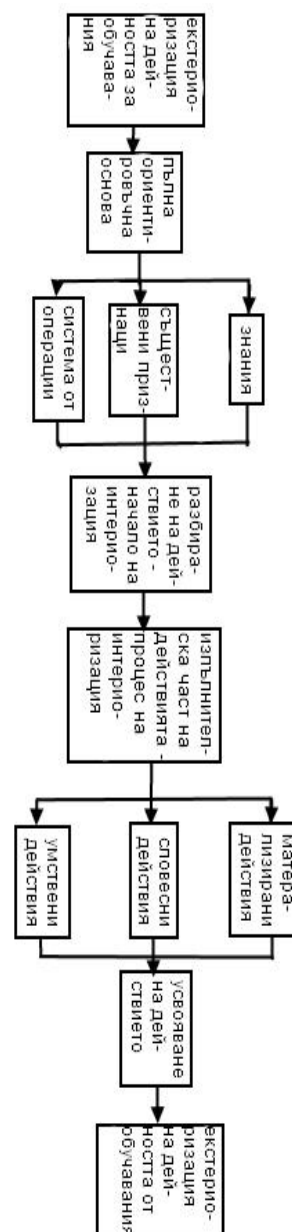 екстерио-
ризация
на дей-
ността за
обучава-
ния
пълна
ориенти-
ровъчна
основа
знания
същест-
вени приз-
наци
система от
операции
разбира-
не на дей-
ствието -
начало на
интерио-
зация
изпълнител-
ска част на
действията -
процес на
интерио-
ризация
матера-
лизирани
действия
словесни
действия
умствени
действия
усвояване
на дей-
ствието
екстерио-
ризация
на дей-
ността от
обучавания